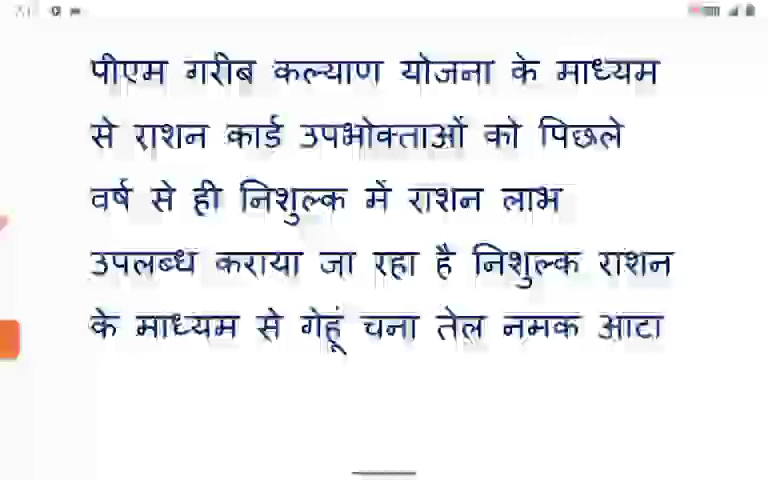 पीएम गरीब कल्याण योजना के माध्यम
से राशन कार्ड उपभोक्ताओं को पिछले
वर्ष से ही निशुल्क में राशन लाभ
उपलब्ध कराया जा रहा है निशुल्क राशन
के माध्यम से गेहूं चना तेल नमक आटा